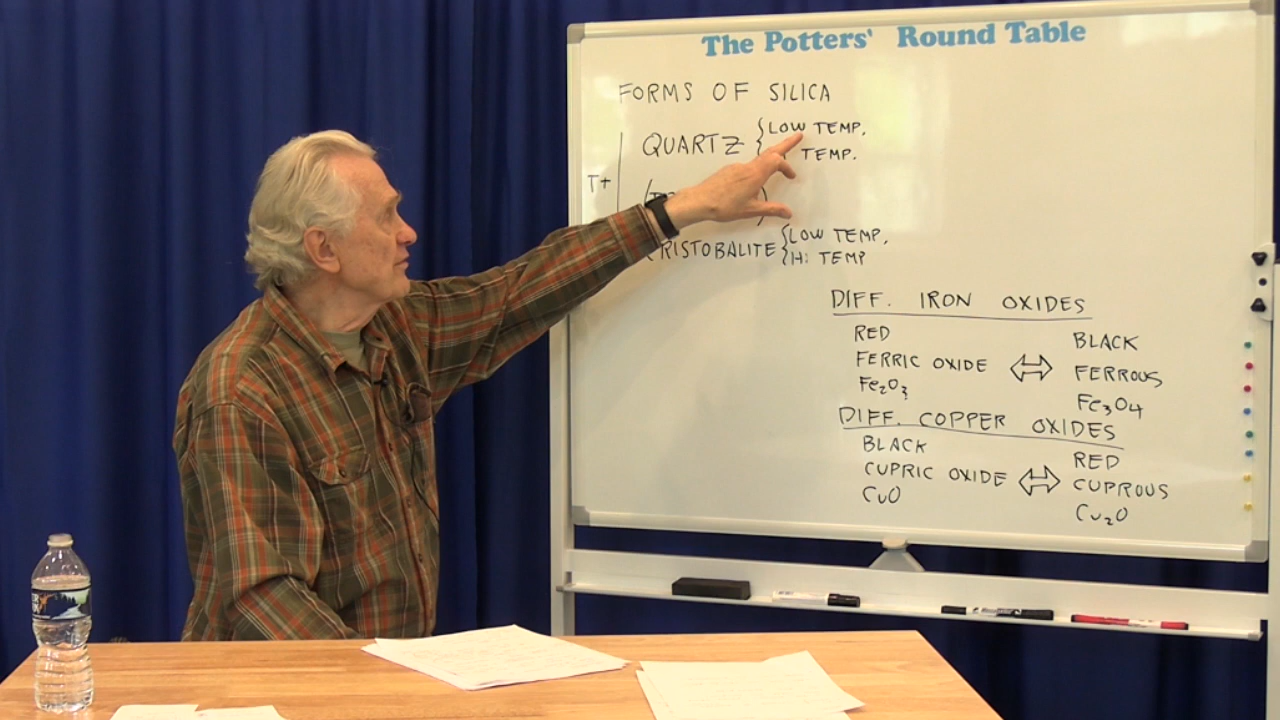 The Potters' Round Table
FORMS OF SILICA
QUARTZ { LOW TEMP.
TEMP.
T+
RISTOBALITE { LOW TEMP.
{ Hi TEMP
DIFF. IRON OXIDES
RED
BLACK
FERRIC OXIDE ⇔ FERROUS
Fe₂O₃
Fe₃O₄
DIFF. COPPER OXIDES
BLACK
RED
CUPRIC OXIDE ⇔ CUPROUS
CuO
Cu₂O